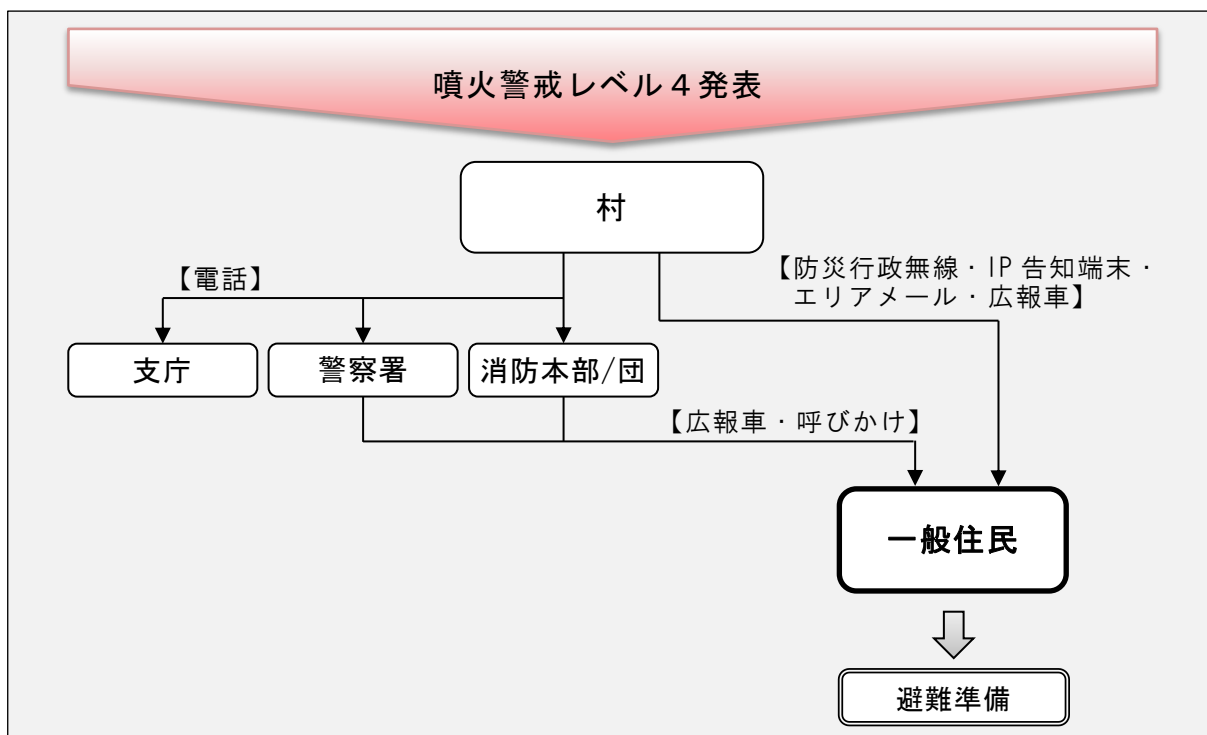 噴火警戒レベル４発表
村
【電話】
【防災行政無線・IP告知端末・
エリアメール・広報車】
支庁
警察署
消防本部/団
【広報車・呼びかけ】
一般住民
避難準備